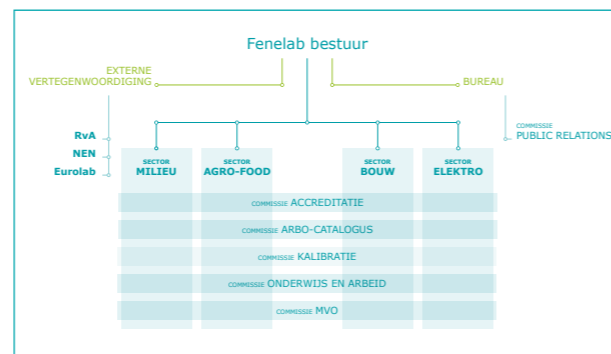 Fenelab bestuur
EXTERNE
VERTEGENWOORDIGING
BUREAU
RvA
NEN
Eurolab
COMMISSIE
PUBLIC RELATIONS
SECTOR
MILIEU
SECTOR
AGRO-FOOD
SECTOR
BOUW
SECTOR
ELEKTRO
COMMISSIE ACCREDITATIE
COMMISSIE ARBO-CATALOGUS
COMMISSIE KALIBRATIE
COMMISSIE ONDERWIJS EN ARBEID
COMMISSIE MVO